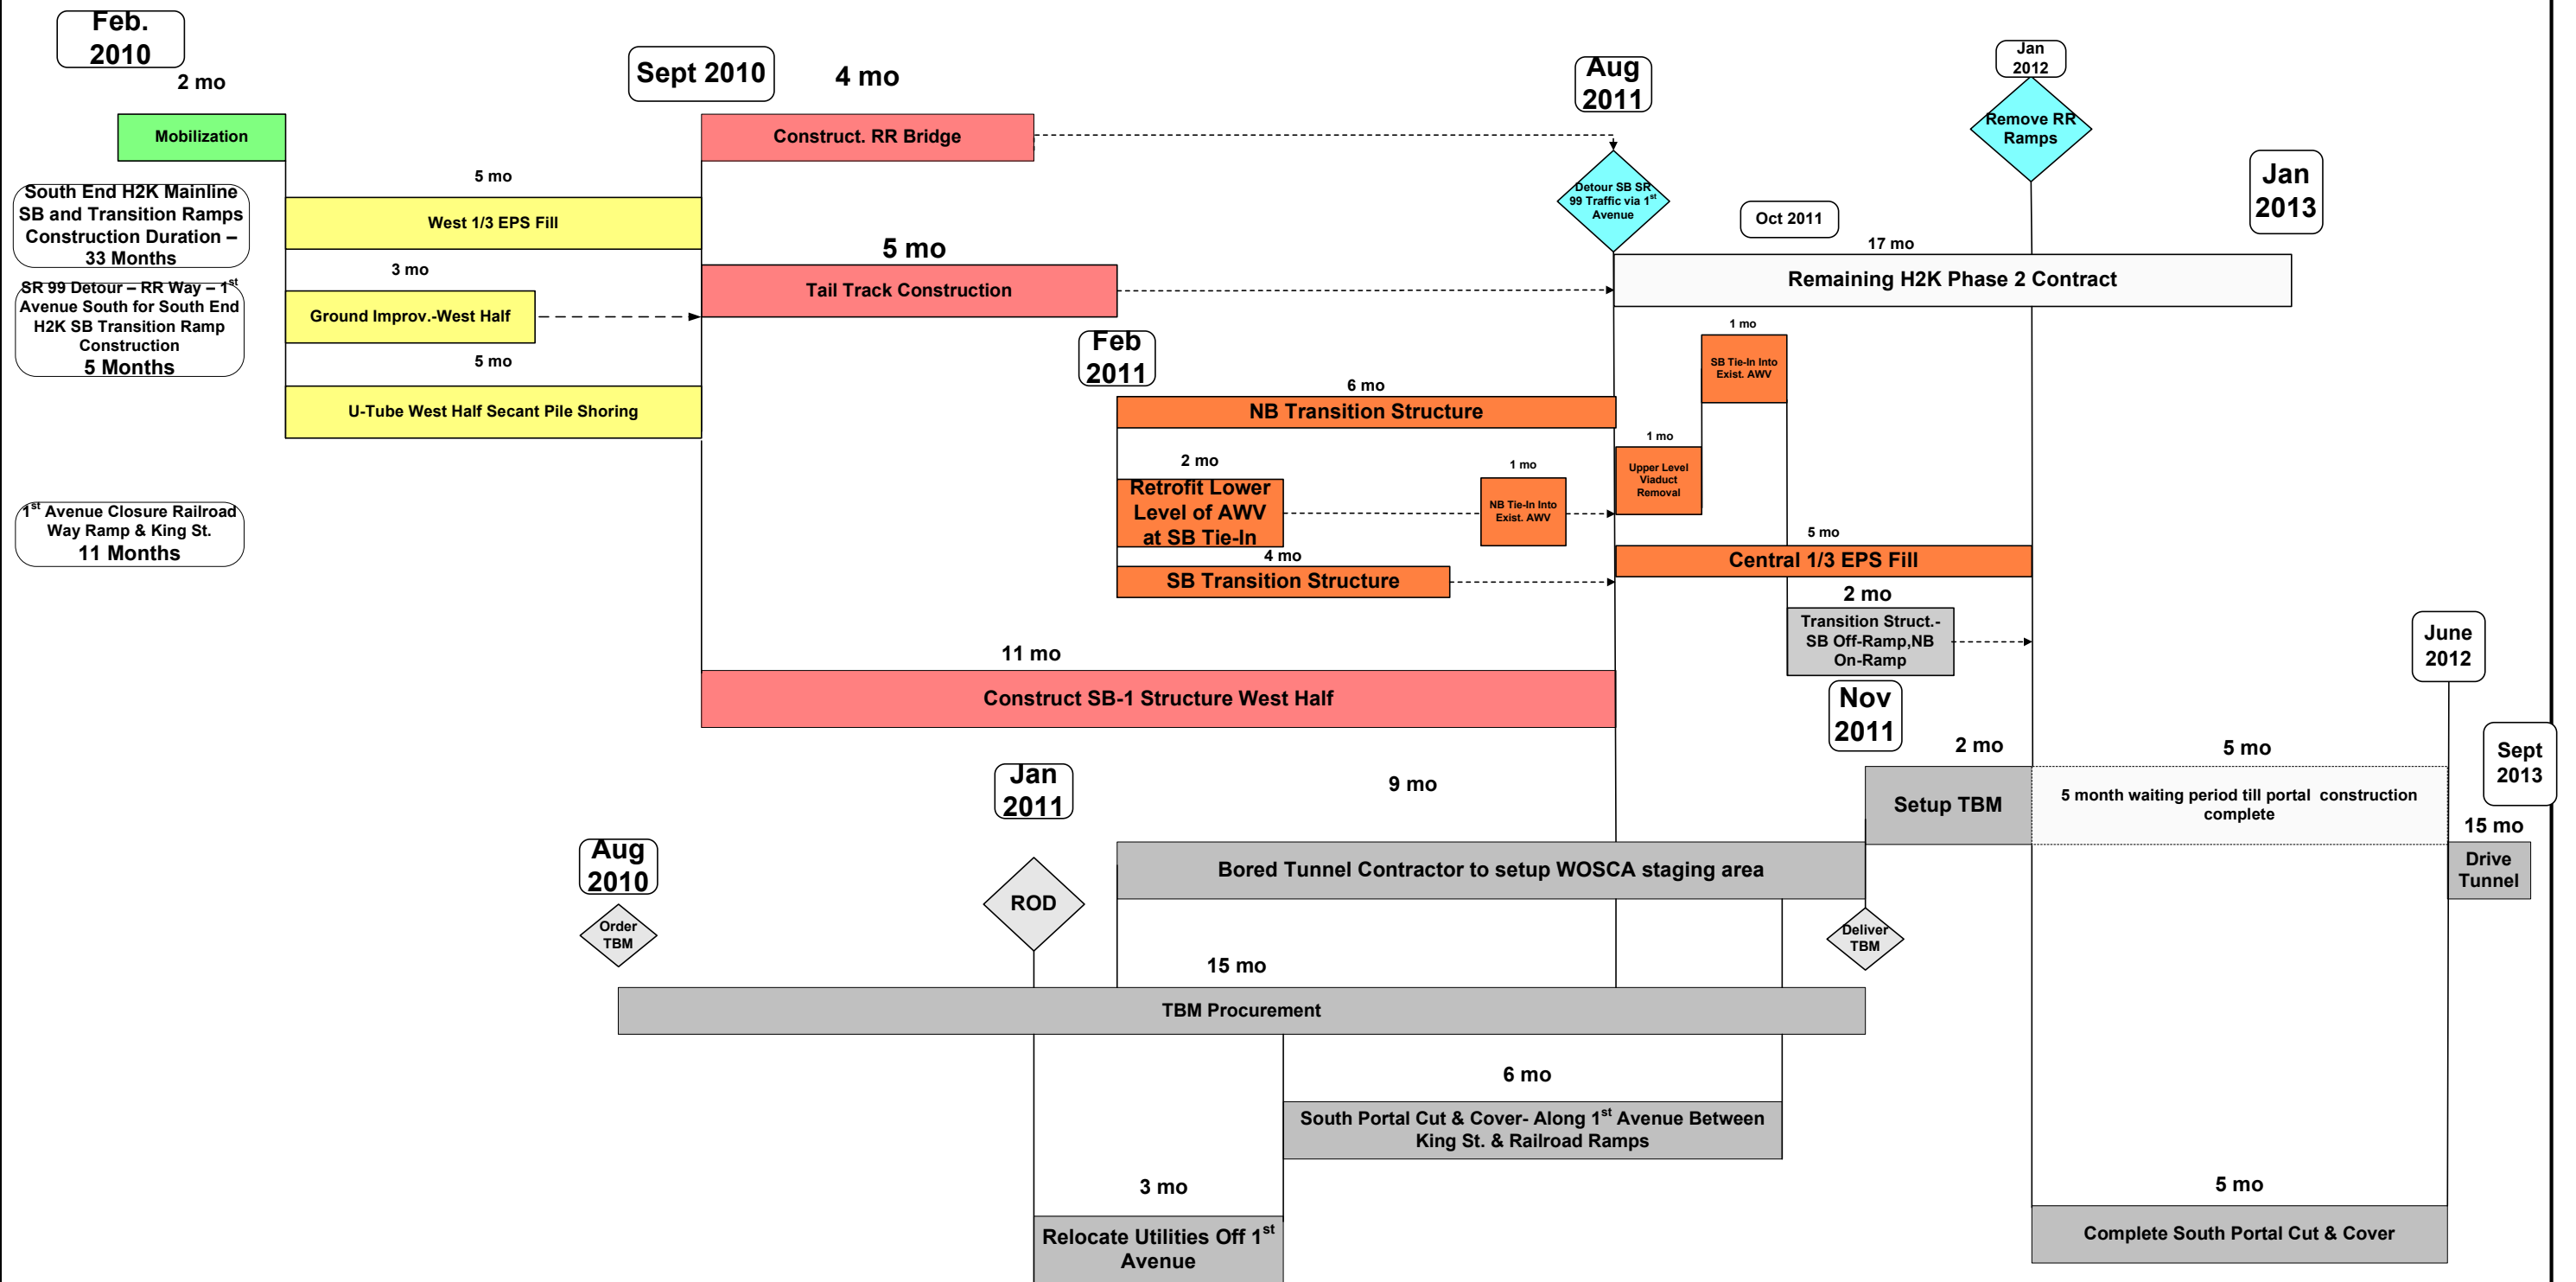 Feb.
2010
2 mo
Mobilization
South End H2K Mainline
SB and Transition Ramps
Construction Duration –
33 Months
SR 99 Detour – RR Way – 1st
Avenue South for South End
H2K SB Transition Ramp
Construction
5 Months
1st Avenue Closure Railroad
Way Ramp & King St.
11 Months
5 mo
West 1/3 EPS Fill
3 mo
Ground Improv.-West Half
5 mo
U-Tube West Half Secant Pile Shoring
Sept 2010
4 mo
Construct. RR Bridge
5 mo
Tail Track Construction
Feb
2011
6 mo
NB Transition Structure
2 mo
Retrofit Lower
Level of AWV
at SB Tie-In
1 mo
NB Tie-In Into
Exist. AWV
4 mo
SB Transition Structure
11 mo
Construct SB-1 Structure West Half
Aug
2011
Detour SB SR
99 Traffic via 1st
Avenue
Oct 2011
Jan
2012
Remove RR
Ramps
Jan
2013
17 mo
Remaining H2K Phase 2 Contract
1 mo
SB Tie-In Into
Exist. AWV
1 mo
Upper Level
Viaduct
Removal
5 mo
Central 1/3 EPS Fill
2 mo
Transition Struct.-
SB Off-Ramp,NB
On-Ramp
Nov
2011
2 mo
Setup TBM
5 mo
5 month waiting period till portal construction
complete
June
2012
Sept
2013
15 mo
Drive
Tunnel
Jan
2011
9 mo
Bored Tunnel Contractor to setup WOSCA staging area
Aug
2010
Order
TBM
ROD
Deliver
TBM
15 mo
TBM Procurement
6 mo
South Portal Cut & Cover- Along 1st Avenue Between
King St. & Railroad Ramps
3 mo
Relocate Utilities Off 1st
Avenue
5 mo
Complete South Portal Cut & Cover